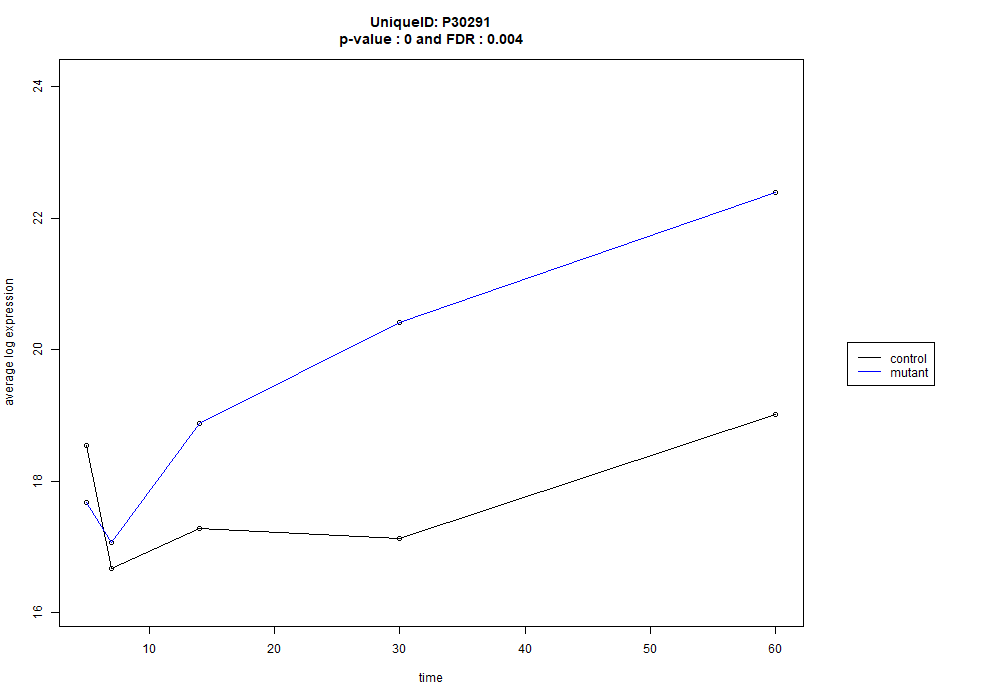 UniqueID: P30291
p-value : 0 and FDR : 0.004
average log expression
24
22
20
18
16
10 20 30 40 50 60
time
control
mutant